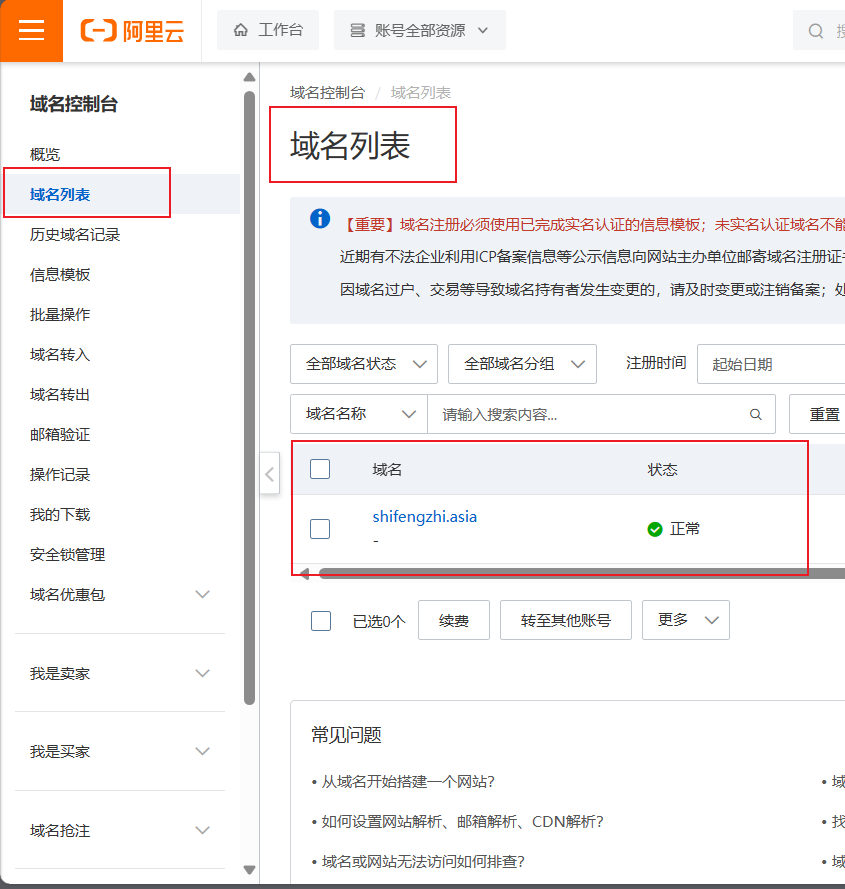 阿里云
工作台
账号全部资源
域名控制台
概览
域名列表
历史域名记录
信息模板
批量操作
域名转入
域名转出
邮箱验证
操作记录
我的下载
安全锁管理
域名优惠包
我是卖家
我是买家
域名抢注
域名控制台 / 域名列表
域名列表
【重要】域名注册必须使用已完成实名认证的信息模板；未实名认证域名不能
近期有不法企业利用ICP备案信息等公示信息向网站主办单位邮寄域名注册证
因域名过户、交易等导致域名持有者发生变更的，请及时变更或注销备案；处
全部域名状态 全部域名分组 注册时间 起始日期
域名名称 请输入搜索内容... 重置
域名 状态
shifengzhi.asia 正常
-
已选0个 续费 转至其他账号 更多
常见问题
• 从域名开始搭建一个网站?
• 如何设置网站解析、邮箱解析、CDN解析?
• 域名或网站无法访问如何排查?